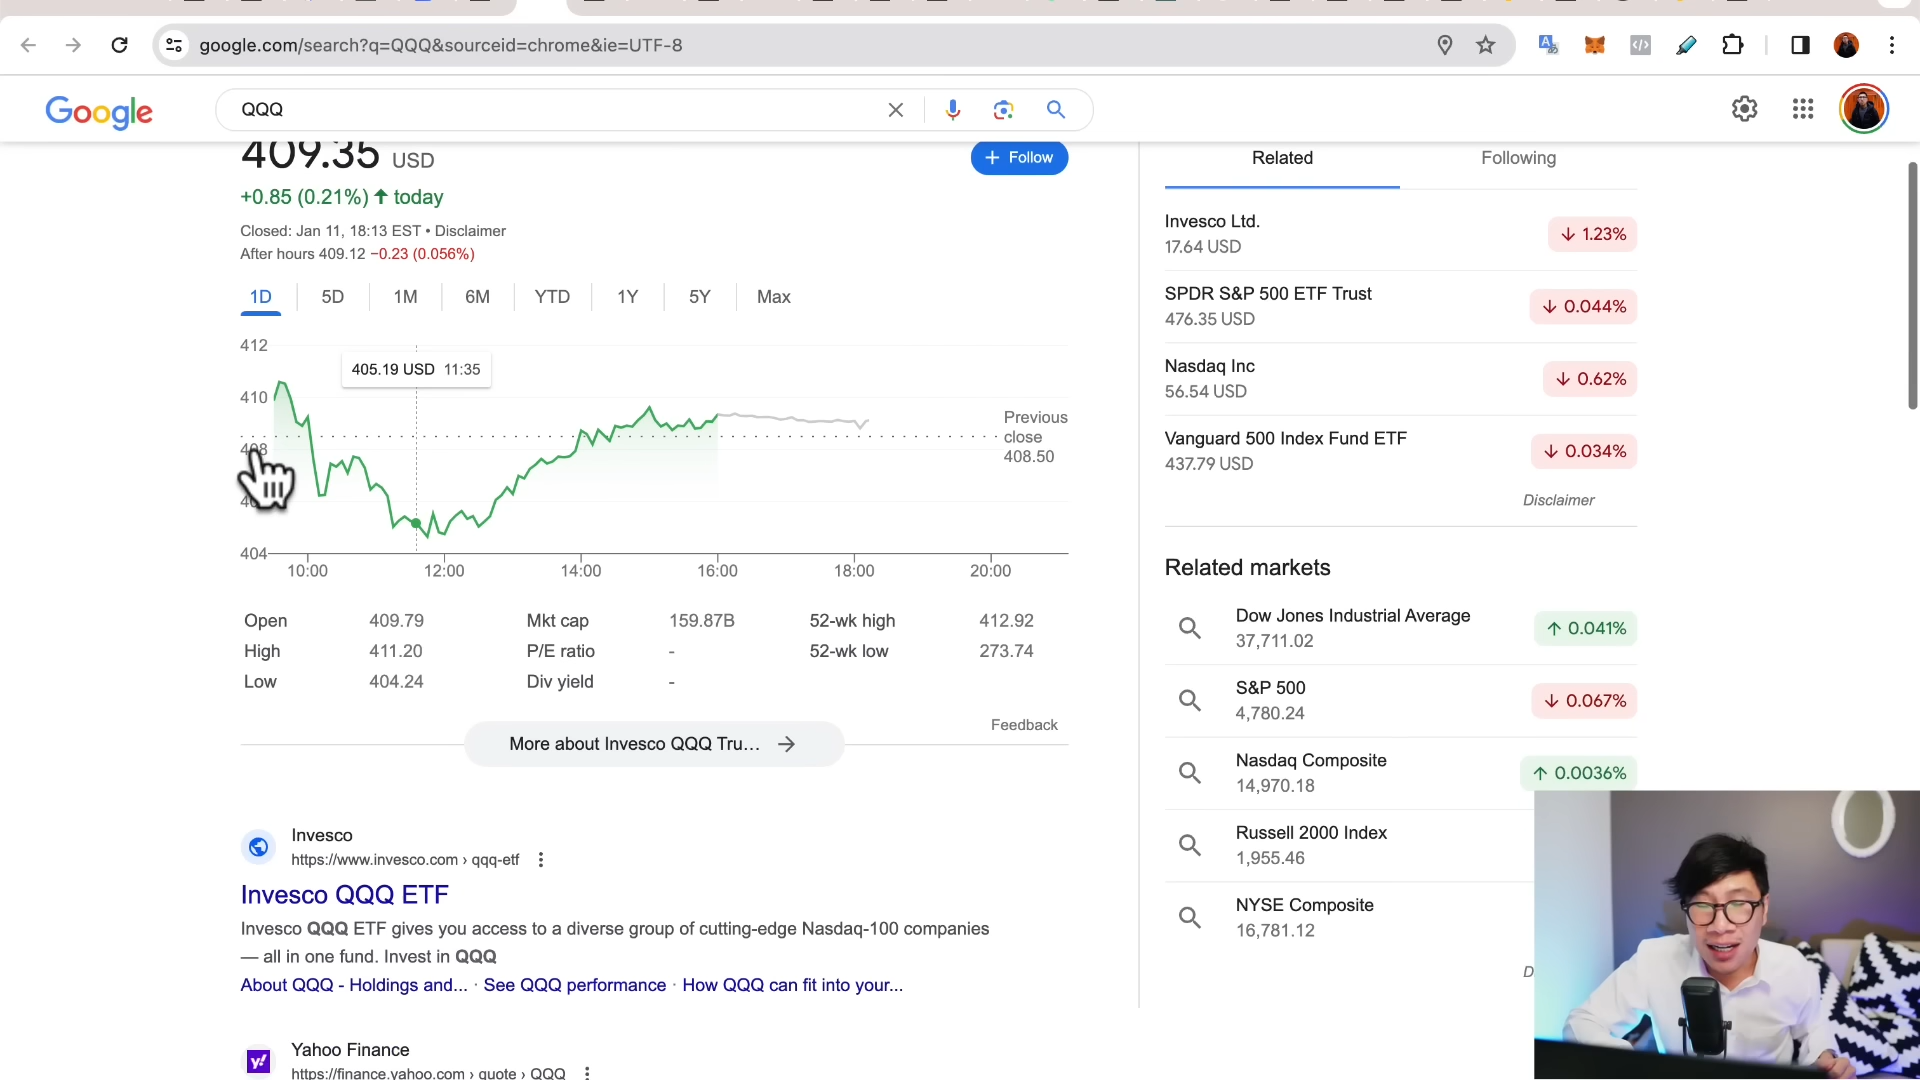 google.com/search?q=QQQ&sourceid=chrome&ie=UTF-8
Google
QQQ
409.35 USD
+ Follow
+0.85 (0.21%) ↑ today
Closed: Jan 11, 18:13 EST • Disclaimer
After hours 409.12 −0.23 (0.056%)
1D 5D 1M 6M YTD 1Y 5Y Max
412
405.19 USD 11:35
410
408
404
Previous
close
408.50
10:00 12:00 14:00 16:00 18:00 20:00
Open 409.79 Mkt cap 159.87B 52-wk high 412.92
High 411.20 P/E ratio - 52-wk low 273.74
Low 404.24 Div yield -
Feedback
More about Invesco QQQ Tru... →
Invesco
https://www.invesco.com › qqq-etf
Invesco QQQ ETF
Invesco QQQ ETF gives you access to a diverse group of cutting-edge Nasdaq-100 companies
— all in one fund. Invest in QQQ
About QQQ - Holdings and... · See QQQ performance · How QQQ can fit into your...
y!
Yahoo Finance
https://finance.yahoo.com › quote › QQQ
Related Following
Invesco Ltd.
17.64 USD
↓ 1.23%
SPDR S&P 500 ETF Trust
476.35 USD
↓ 0.044%
Nasdaq Inc
56.54 USD
↓ 0.62%
Vanguard 500 Index Fund ETF
437.79 USD
↓ 0.034%
Disclaimer
Related markets
Dow Jones Industrial Average
37,711.02
↑ 0.041%
S&P 500
4,780.24
↓ 0.067%
Nasdaq Composite
14,970.18
↑ 0.0036%
Russell 2000 Index
1,955.46
NYSE Composite
16,781.12